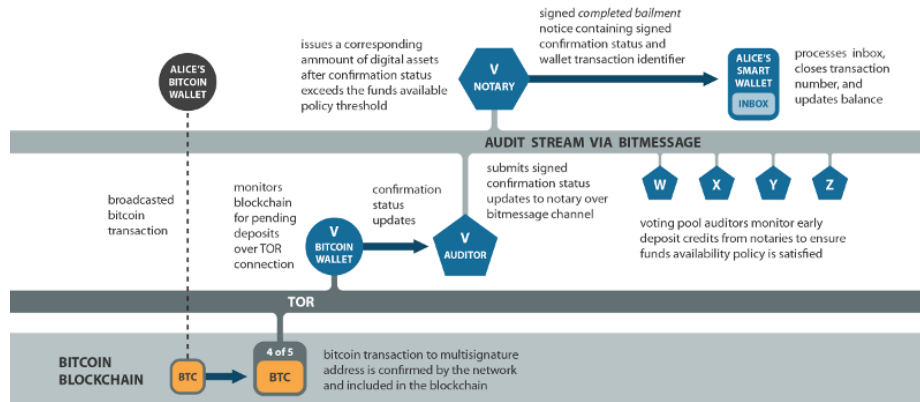 ALICE'S
BITCOIN
WALLET
issues a corresponding
ammount of digital assets
after confirmation status
exceeds the funds available
policy threshold
V
NOTARY
signed completed bailment
notice containing signed
confirmation status and
wallet transaction identifier
ALICE'S
SMART
WALLET
INBOX
processes inbox,
closes transaction
number, and
updates balance
AUDIT STREAM VIA BITMESSAGE
broadcasted
bitcoin
transaction
monitors
blockchain
for pending
deposits
over TOR
connection
V
BITCOIN
WALLET
confirmation
status
updates
V
AUDITOR
submits signed
confirmation status
updates to notary over
bitmessage channel
W
X
Y
Z
voting pool auditors monitor early
deposit credits from notaries to ensure
funds availability policy is satisfied
TOR
BITCOIN
BLOCKCHAIN
BTC
4 of 5
BTC
bitcoin transaction to multisignature
address is confirmed by the network
and included in the blockchain